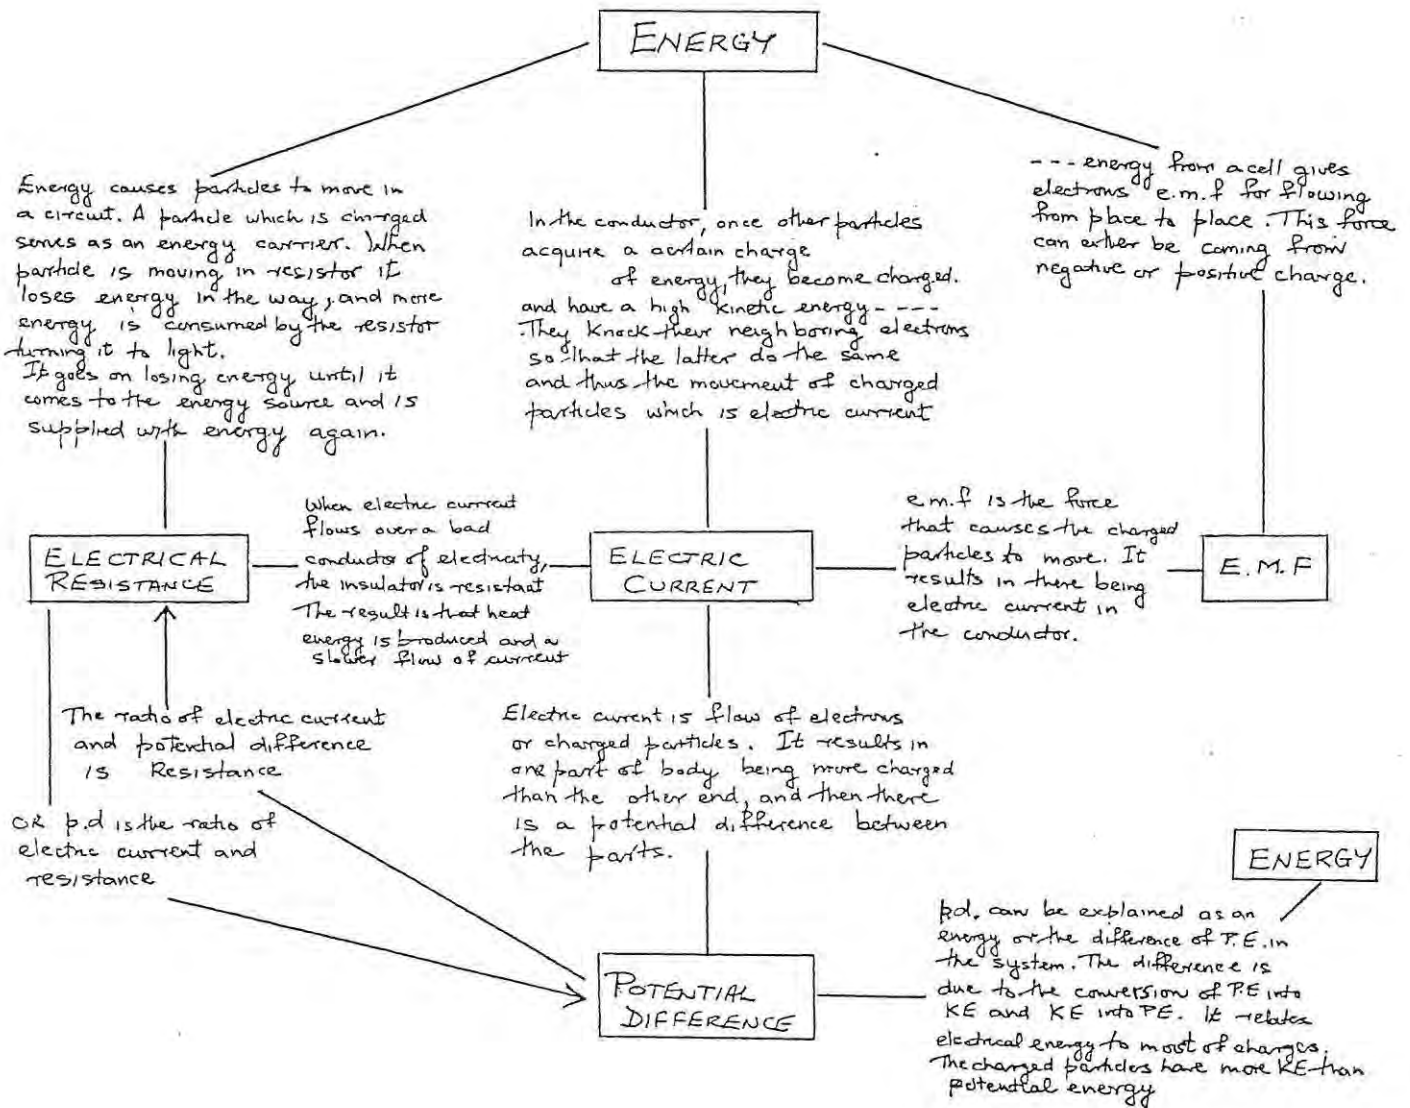 ENERGY
Energy causes particles to move in
a circuit. A particle which is charged
serves as an energy carrier. When
particle is moving in resistor it
loses energy in the way, and more
energy is consumed by the resistor
turning it to light.
It goes on losing energy until it
comes to the energy source and is
supplied with energy again.
In the conductor, once other particles
acquire a certain charge
of energy, they become charged.
and have a high kinetic energy ----
They knock their neighboring electrons
so that the latter do the same
and thus the movement of charged
particles which is electric current
--- energy from a cell gives
electrons e.m.f for flowing
from place to place. This force
can either be coming from
negative or positive charge.
ELECTRICAL
RESISTANCE
When electric current
flows over a bad
conductor of electricity,
the insulator is resistant
The result is that heat
energy is produced and a
slower flow of current
ELECTRIC
CURRENT
e.m.f is the force
that causes the charged
particles to move. It
results in there being
electric current in
the conductor.
E.M.F
The ratio of electric current
and potential difference
is Resistance
OR p.d is the ratio of
electric current and
resistance
Electric current is flow of electrons
or charged particles. It results in
one part of body being more charged
than the other end, and then there
is a potential difference between
the parts.
POTENTIAL
DIFFERENCE
ENERGY
p.d. can be explained as an
energy or the difference of P.E. in
the system. The difference is
due to the conversion of P.E into
KE and KE into PE. It relates
electrical energy to most of charges.
The charged particles have more KE than
potential energy